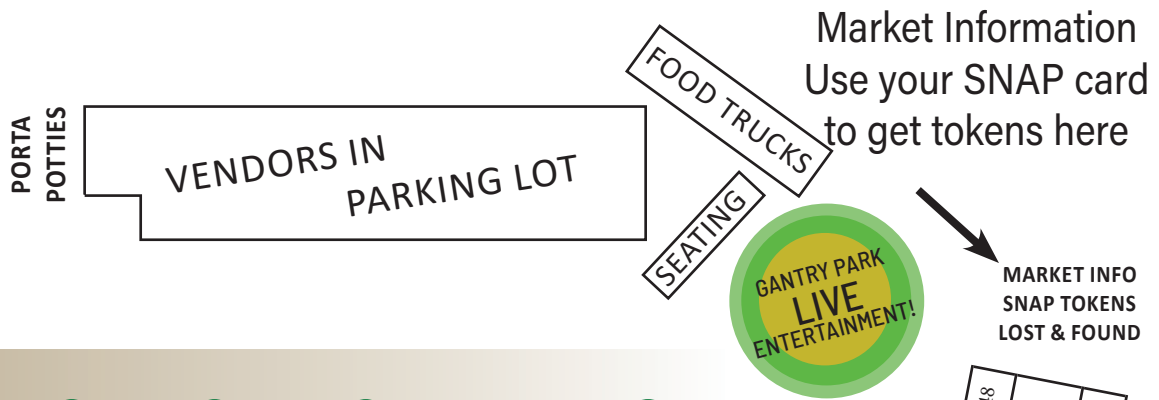 Market Information
Use your SNAP card
to get tokens here
FOOD TRUCKS
PORTA
POTTIES
VENDORS IN
PARKING LOT
SEATING
GANTRY PARK
LIVE
ENTERTAINMENT!
MARKET INFO
SNAP TOKENS
LOST & FOUND
48